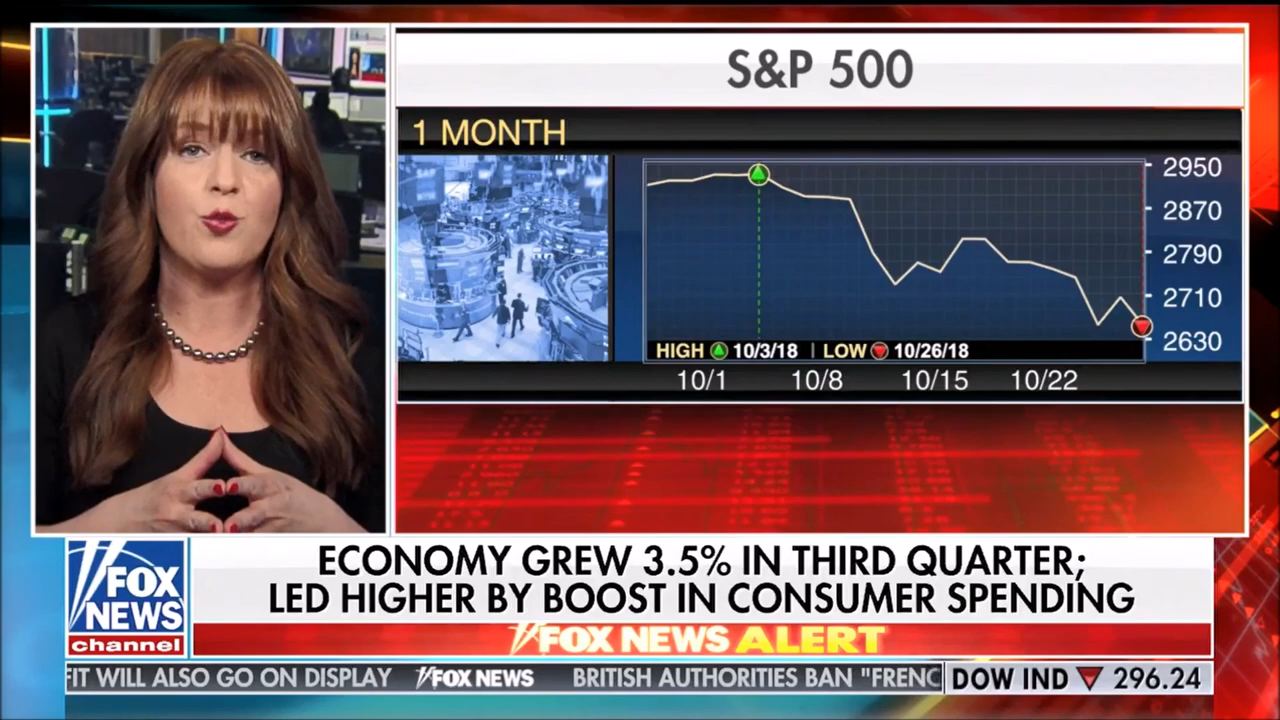 S&P 500
1 MONTH
2950
2870
2790
2710
2630
HIGH 10/3/18 | LOW 10/26/18
10/1 10/8 10/15 10/22
ECONOMY GREW 3.5% IN THIRD QUARTER;
LED HIGHER BY BOOST IN CONSUMER SPENDING
FOX
NEWS
channel
FOX NEWS ALERT
FIT WILL ALSO GO ON DISPLAY FOX NEWS BRITISH AUTHORITIES BAN "FRENC
DOW IND 296.24